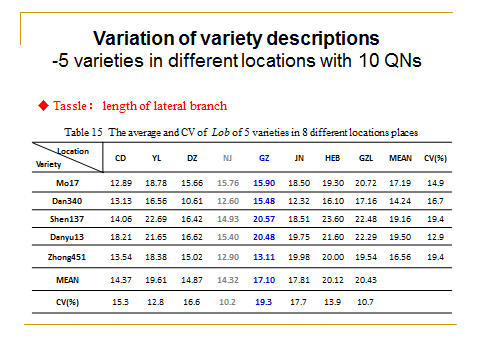 Variation of variety descriptions
-5 varieties in different locations with 10 QNs
Tassle： length of lateral branch
Table 15 The average and CV of Lob of 5 varieties in 8 different locations places
Location Variety CD YL DZ NJ GZ JN HEB GZL MEAN CV(%)
Mo17 12.89 18.78 15.66 15.76 15.90 18.50 19.30 20.72 17.19 14.9
Dan340 13.13 16.56 10.61 12.60 15.48 12.32 16.10 17.16 14.24 16.7
Shen137 14.06 22.69 16.42 14.93 20.57 18.51 23.60 22.48 19.16 19.4
Danyu13 18.21 21.65 16.62 15.40 20.48 19.75 21.60 22.29 19.50 12.9
Zhong451 13.54 18.38 15.02 12.90 13.11 19.98 20.00 19.54 16.56 19.4
MEAN 14.37 19.61 14.87 14.32 17.10 17.81 20.12 20.43
CV(%) 15.3 12.8 16.6 10.2 19.3 17.7 13.9 10.7